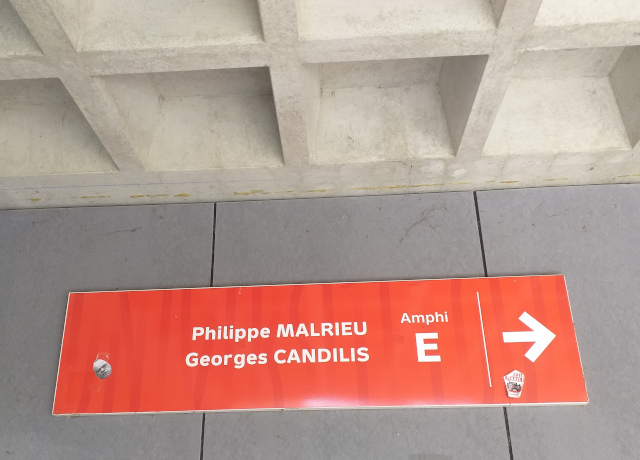 Philippe MALRIEU
Georges CANDILIS
Amphi
E